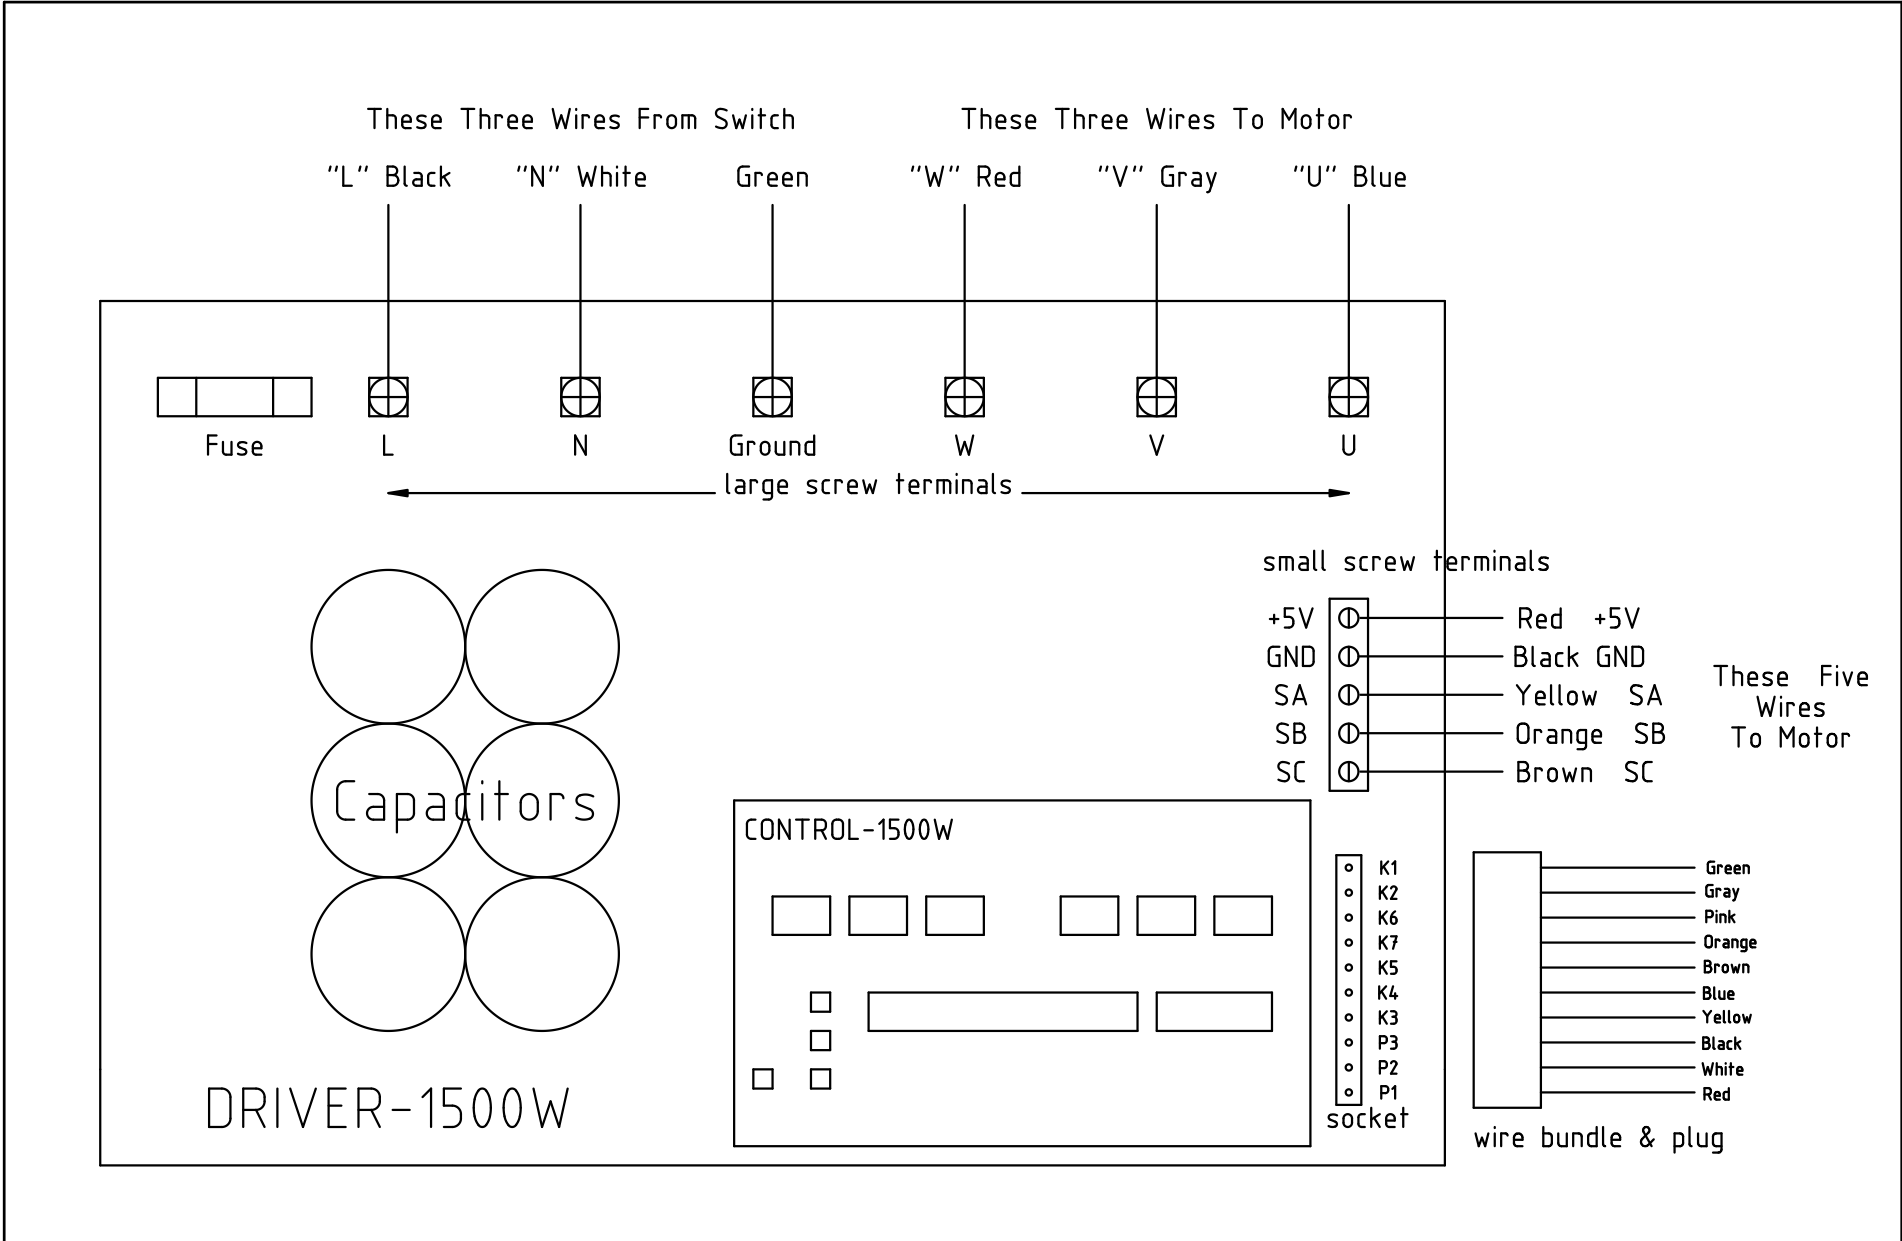 These Three Wires From Switch
These Three Wires To Motor
"L" Black
"N" White
Green
"W" Red
"V" Gray
"U" Blue
Fuse
L
N
Ground
W
V
U
large screw terminals
small screw terminals
+5V
GND
SA
SB
SC
Red +5V
Black GND
Yellow SA
Orange SB
Brown SC
These Five
Wires
To Motor
Capacitors
CONTROL-1500W
K1
K2
K6
K7
K5
K4
K3
P3
P2
P1
socket
Green
Gray
Pink
Orange
Brown
Blue
Yellow
Black
White
Red
wire bundle & plug
DRIVER-1500W